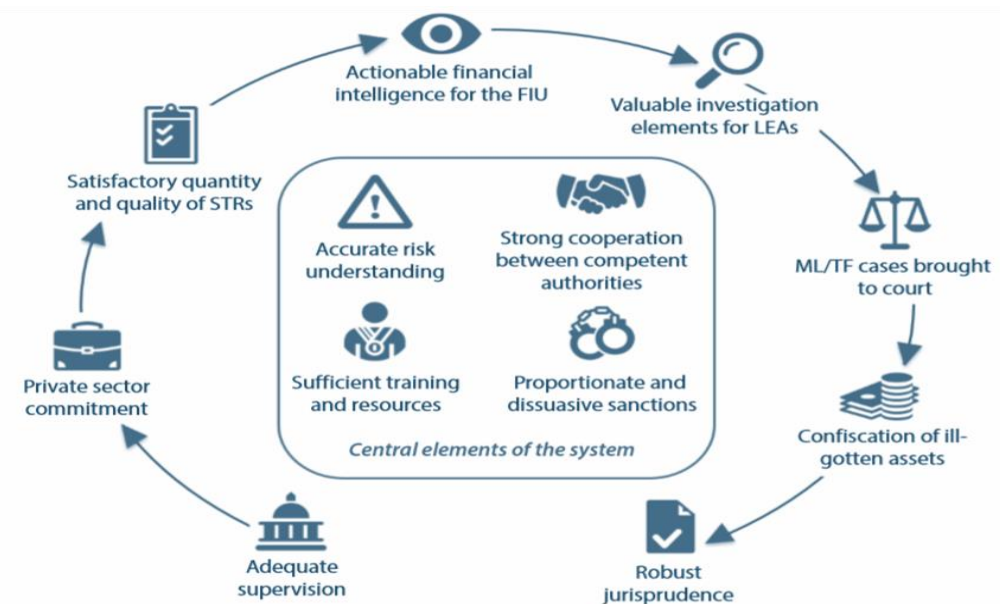 Actionable financial
intelligence for the FIU
Valuable investigation
elements for LEAs
Satisfactory quantity
and quality of STRs
ML/TF cases brought
to court
Private sector
commitment
Confiscation of ill-
gotten assets
Adequate
supervision
Robust
jurisprudence
Accurate risk
understanding
Strong cooperation
between competent
authorities
Sufficient training
and resources
Proportionate and
dissuasive sanctions
Central elements of the system